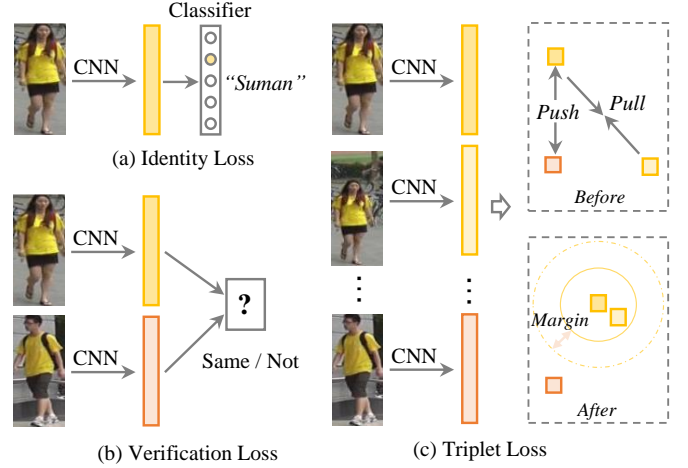 Classifier
CNN
"Suman"
(a) Identity Loss
CNN
?
CNN
Same / Not
(b) Verification Loss
CNN
CNN
CNN
Push
Pull
Before
Margin
After
(c) Triplet Loss